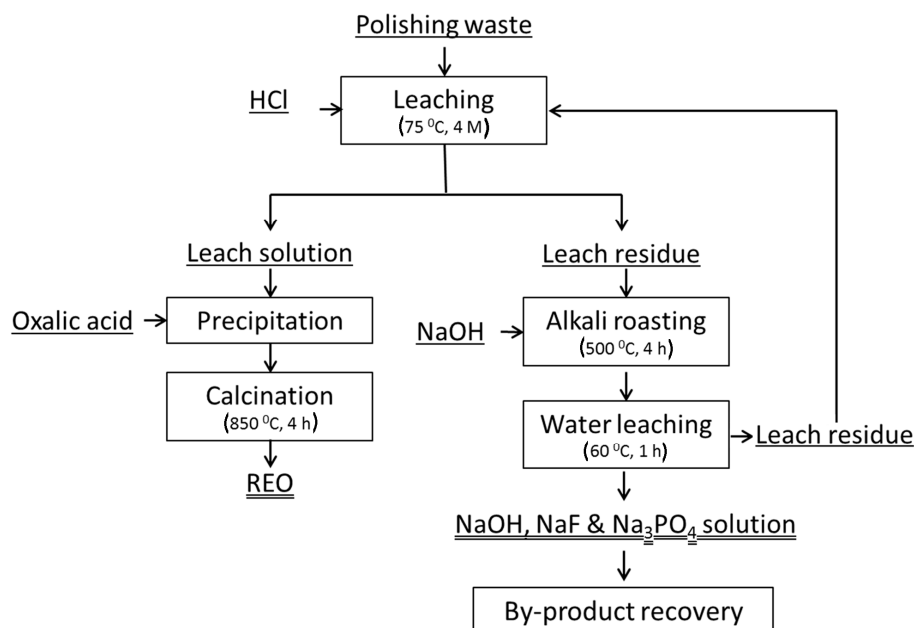 Polishing waste
HCl
Leaching
(75 ⁰C, 4 M)
Leach solution
Leach residue
Oxalic acid
Precipitation
NaOH
Alkali roasting
(500 ⁰C, 4 h)
Calcination
(850 ⁰C, 4 h)
Water leaching
(60 ⁰C, 1 h)
Leach residue
REO
NaOH, NaF & Na₃PO₄ solution
By-product recovery